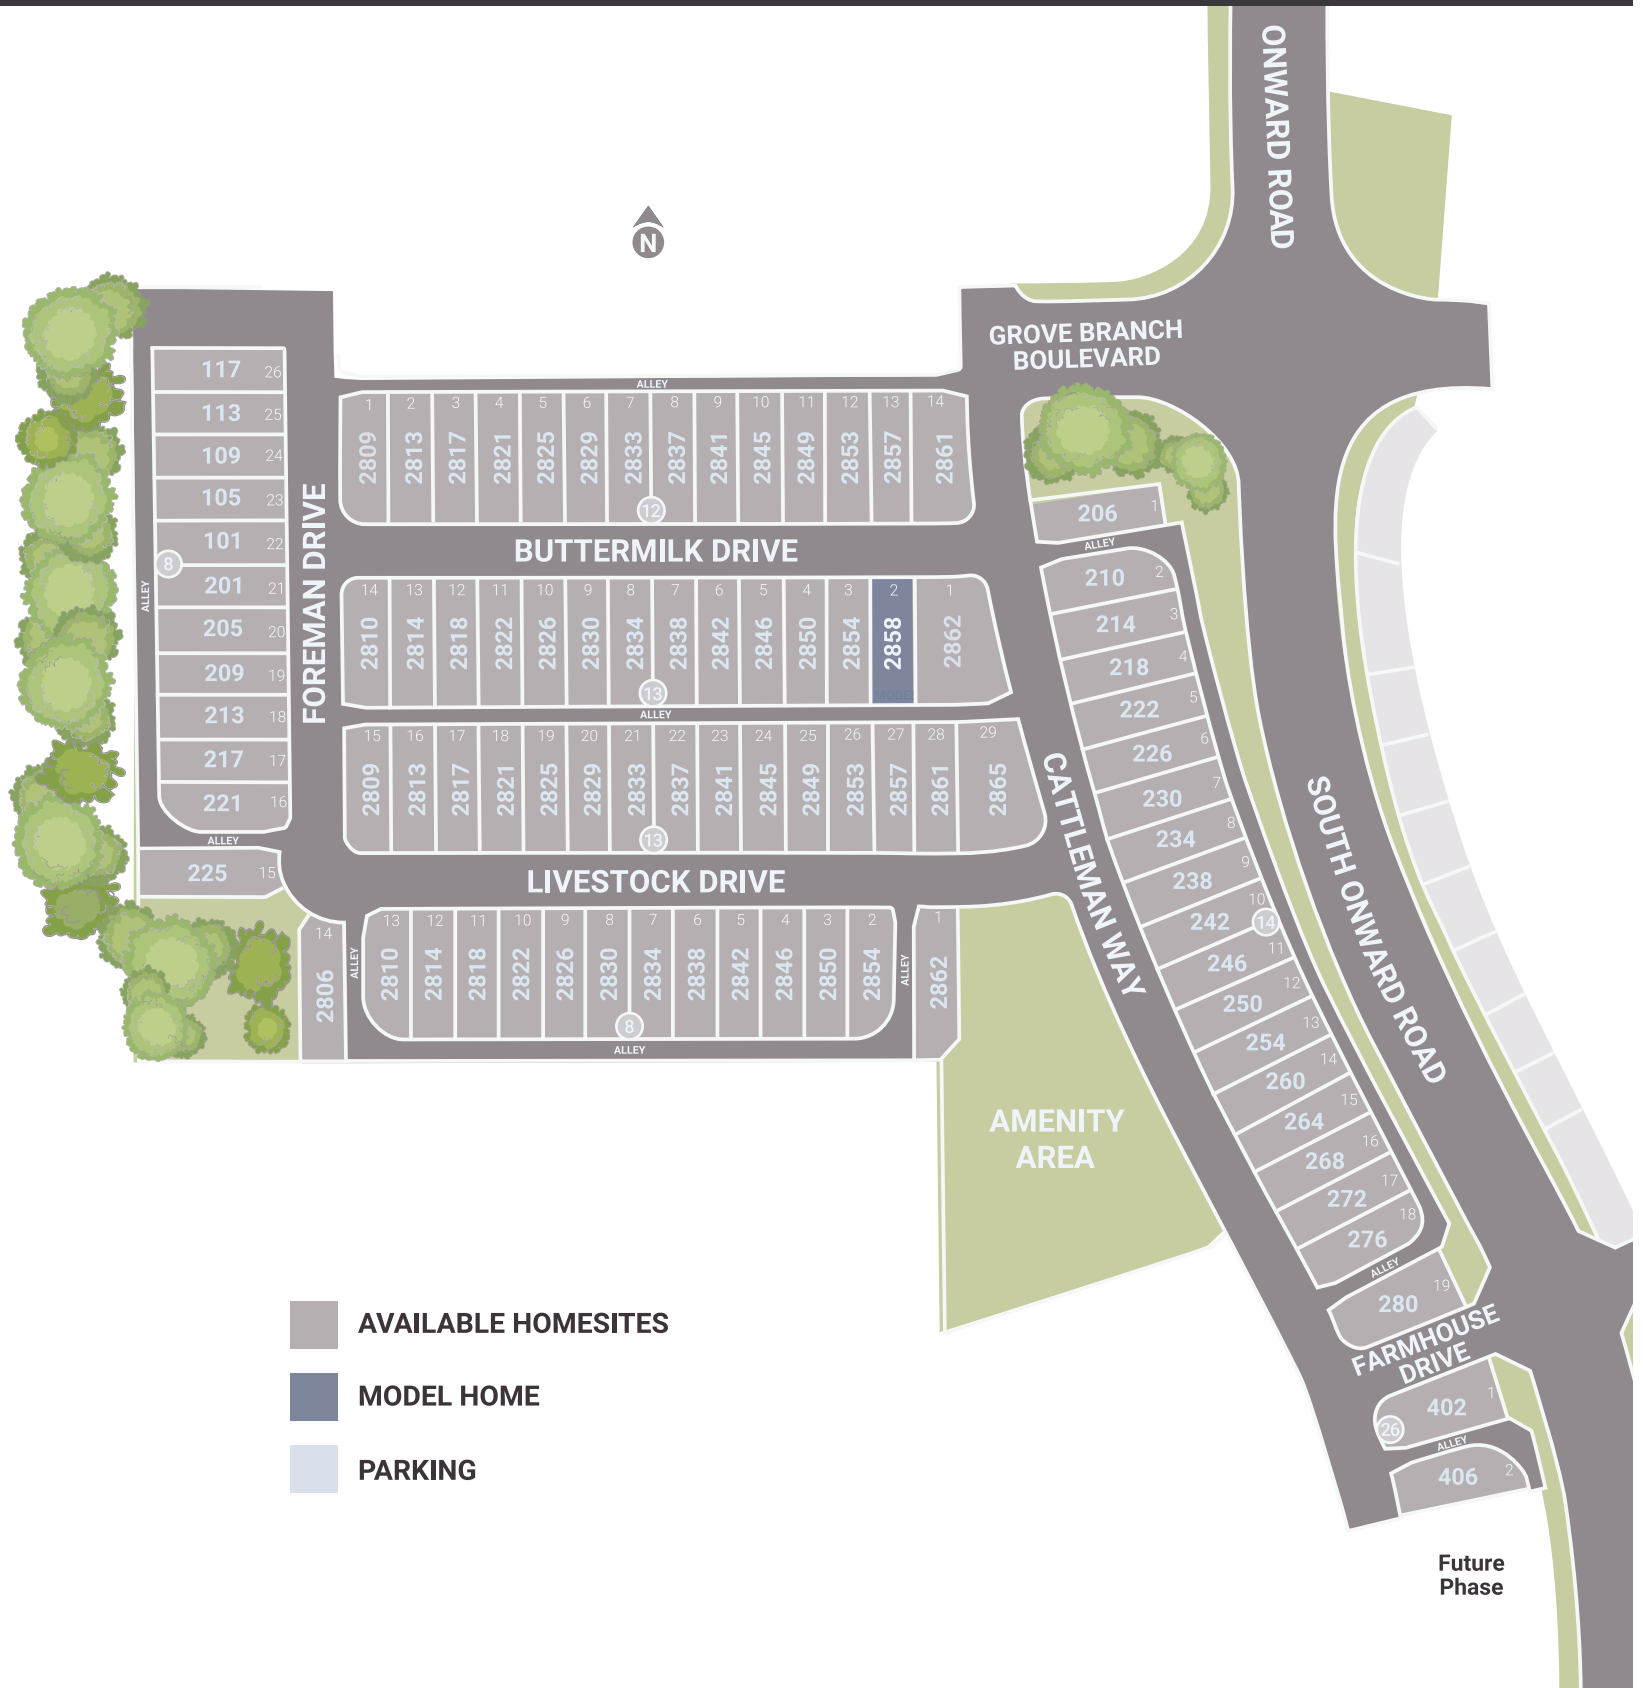 ONWARD ROAD
N
GROVE BRANCH
BOULEVARD
117 26
113 25
109 24
105 23
101 22
8
201 21
205 20
209 19
213 18
217 17
221 16
ALLEY
ALLEY
225 15
FOREMAN DRIVE
ALLEY
1 2 3 4 5 6 7 8 9 10 11 12 13 14
2809 2813 2817 2821 2825 2829 2833 2837 2841 2845 2849 2853 2857 2861
12
BUTTERMILK DRIVE
14 13 12 11 10 9 8 7 6 5 4 3 2 1
2810 2814 2818 2822 2826 2830 2834 2838 2842 2846 2850 2854 2858 2862
13
MODEL
ALLEY
15 16 17 18 19 20 21 22 23 24 25 26 27 28 29
2809 2813 2817 2821 2825 2829 2833 2837 2841 2845 2849 2853 2857 2861 2865
13
LIVESTOCK DRIVE
14 13 12 11 10 9 8 7 6 5 4 3 2 1
2806 ALLEY 2810 2814 2818 2822 2826 2830 2834 2838 2842 2846 2850 2854 ALLEY 2862
8
ALLEY
CATTLEMAN WAY
206 1
ALLEY
210 2
214 3
218 4
222 5
226 6
230 7
234 8
238 9
242 10
14
246 11
250 12
254 13
260 14
264 15
268 16
272 17
276 18
ALLEY
280 19
SOUTH ONWARD ROAD
AMENITY
AREA
FARMHOUSE
DRIVE
402 1
26
ALLEY
406 2
Future
Phase
AVAILABLE HOMESITES
MODEL HOME
PARKING